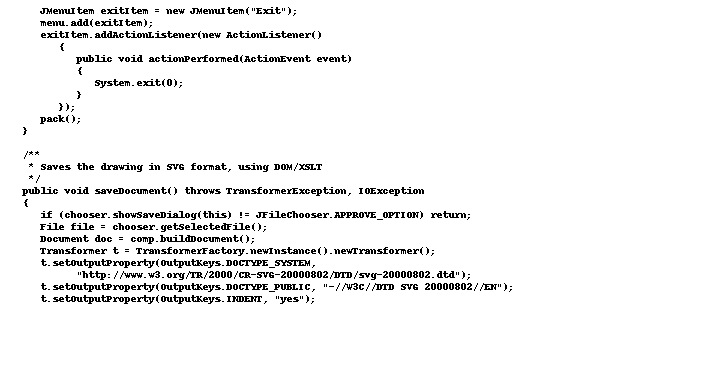 JMenuItem exitItem = new JMenuItem("Exit");
menu.add(exitItem);
exitItem.addActionListener(new ActionListener()
{
public void actionPerformed(ActionEvent event)
{
System.exit(0);
}
});
pack();
}
/**
* Saves the drawing in SVG format, using DOM/XSLT
*/
public void saveDocument() throws TransformerException, IOException
{
if (chooser.showSaveDialog(this) != JFileChooser.APPROVE_OPTION) return;
File file = chooser.getSelectedFile();
Document doc = comp.buildDocument();
Transformer t = TransformerFactory.newInstance().newTransformer();
t.setOutputProperty(OutputKeys.DOCTYPE_SYSTEM,
"http://www.w3.org/TR/2000/CR-SVG-20000802/DTD/svg-20000802.dtd");
t.setOutputProperty(OutputKeys.DOCTYPE_PUBLIC, "-//W3C//DTD SVG 20000802//EN");
t.setOutputProperty(OutputKeys.INDENT, "yes");